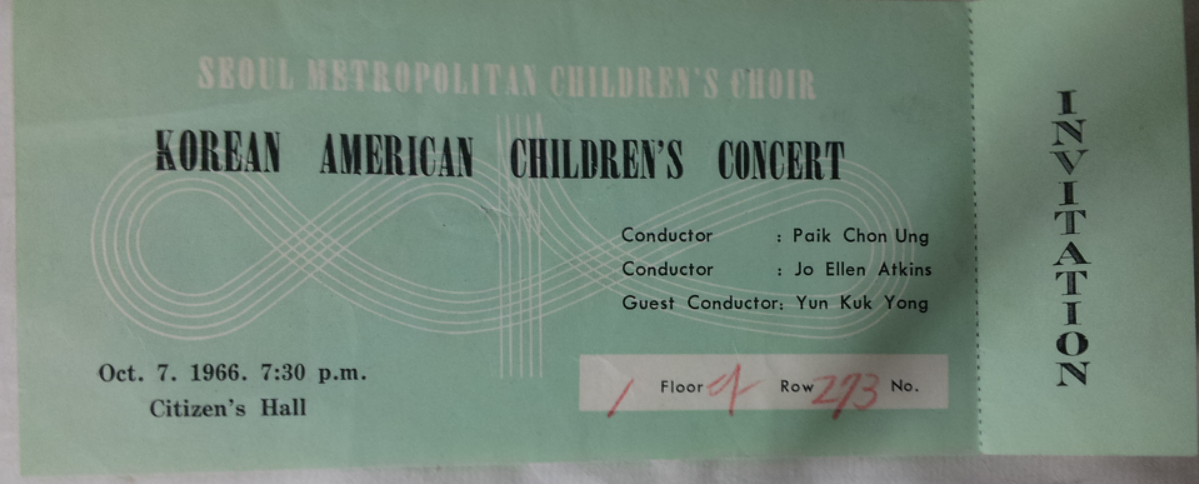 SEOUL METROPOLITAN CHILDREN'S CHOIR
KOREAN AMERICAN CHILDREN'S CONCERT
Conductor : Paik Chon Ung
Conductor : Jo Ellen Atkins
Guest Conductor: Yun Kuk Yong
Oct. 7. 1966. 7:30 p.m.
Citizen's Hall
1 Floor Row 273 No.
INVITATION